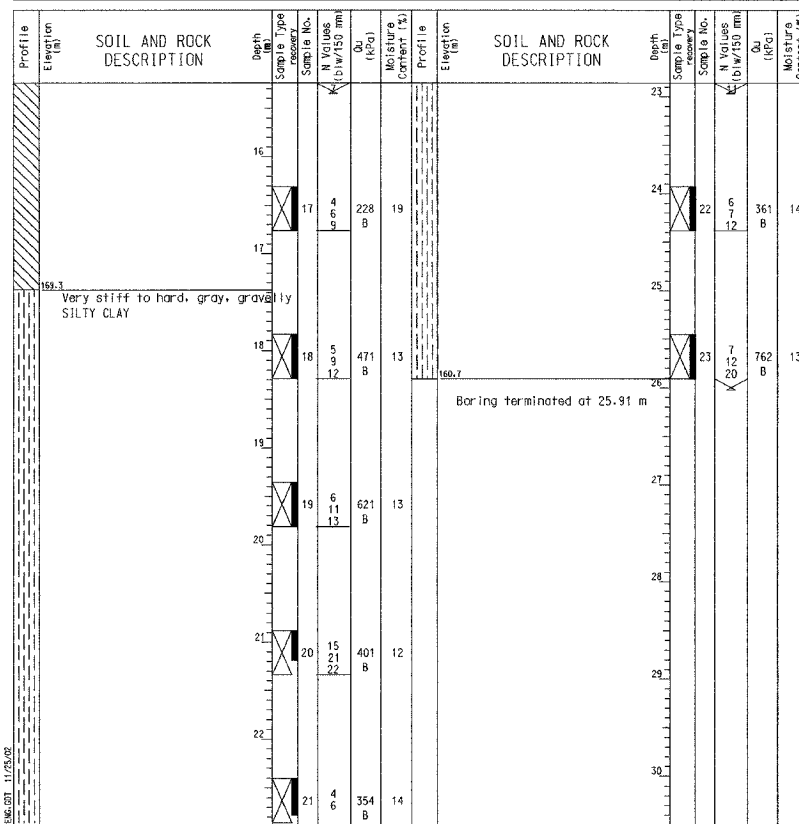 Profile
Elevation (m)
SOIL AND ROCK DESCRIPTION
Depth (m)
Sample Type recovery
Sample No.
N Values (blw/150 mm)
Qu (kPa)
Moisture Content (%)
Profile
Elevation (m)
SOIL AND ROCK DESCRIPTION
Depth (m)
Sample Type recovery
Sample No.
N Values (blw/150 mm)
Qu (kPa)
Moisture
16
17 4 228 19
6 B
9
17
169.3
Very stiff to hard, gray, gravelly
SILTY CLAY
18
18 5 471 13
9 B
12
19
19 6 621 13
11 B
13
20
21
20 15 401 12
21 B
22
22
21 4 354 14
6 B
23
24
22 6 361 14
7 B
12
25
23 7 762 13
12 B
20
160.7
26
Boring terminated at 25.91 m
27
28
29
30
ENG.GDT 11/25/02